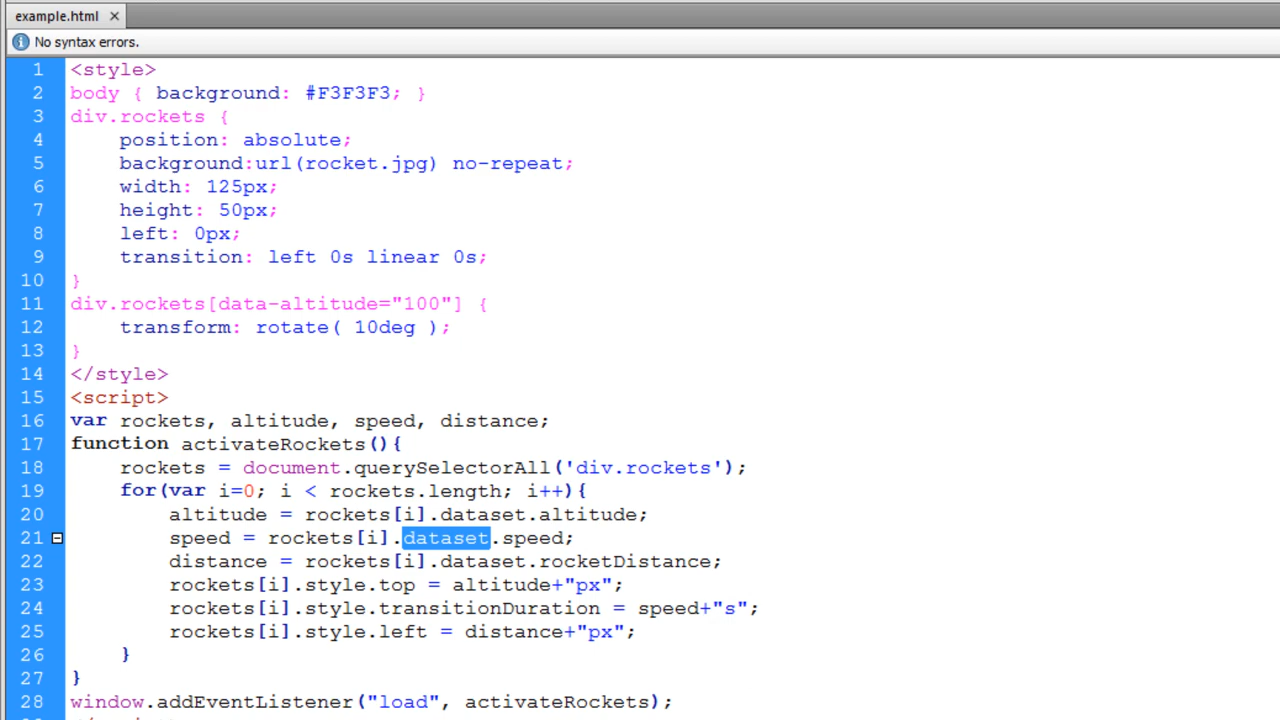 example.html
No syntax errors.
1 <style>
2 body { background: #F3F3F3; }
3 div.rockets {
4     position: absolute;
5     background:url(rocket.jpg) no-repeat;
6     width: 125px;
7     height: 50px;
8     left: 0px;
9     transition: left 0s linear 0s;
10 }
11 div.rockets[data-altitude="100"] {
12     transform: rotate( 10deg );
13 }
14 </style>
15 <script>
16 var rockets, altitude, speed, distance;
17 function activateRockets(){
18     rockets = document.querySelectorAll('div.rockets');
19     for(var i=0; i < rockets.length; i++){
20         altitude = rockets[i].dataset.altitude;
21         speed = rockets[i].dataset.speed;
22         distance = rockets[i].dataset.rocketDistance;
23         rockets[i].style.top = altitude+"px";
24         rockets[i].style.transitionDuration = speed+"s";
25         rockets[i].style.left = distance+"px";
26     }
27 }
28 window.addEventListener("load", activateRockets);